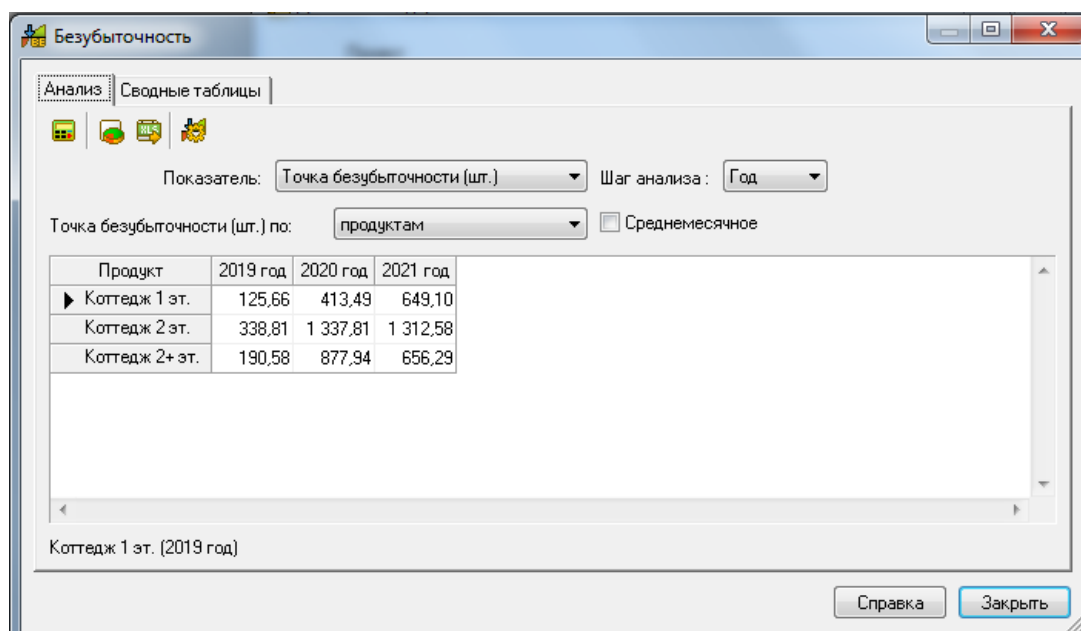 Безубыточность
Анализ Сводные таблицы
XLS
Показатель: Точка безубыточности (шт.) Шаг анализа : Год
Точка безубыточности (шт.) по: продуктам Среднемесячное
Продукт 2019 год 2020 год 2021 год
Коттедж 1 эт. 125,66 413,49 649,10
Коттедж 2 эт. 338,81 1 337,81 1 312,58
Коттедж 2+ эт. 190,58 877,94 656,29
Коттедж 1 эт. (2019 год)
Справка Закрыть